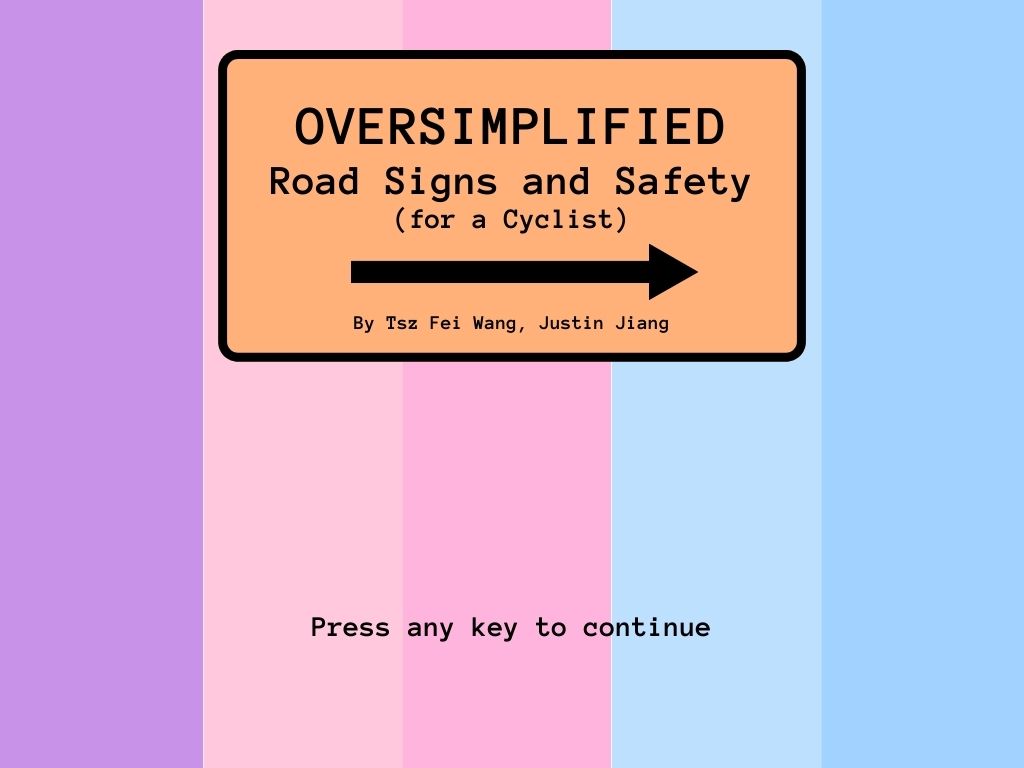 OVERSIMPLIFIED
Road Signs and Safety
(for a Cyclist)
By Tsz Fei Wang, Justin Jiang
Press any key to continue